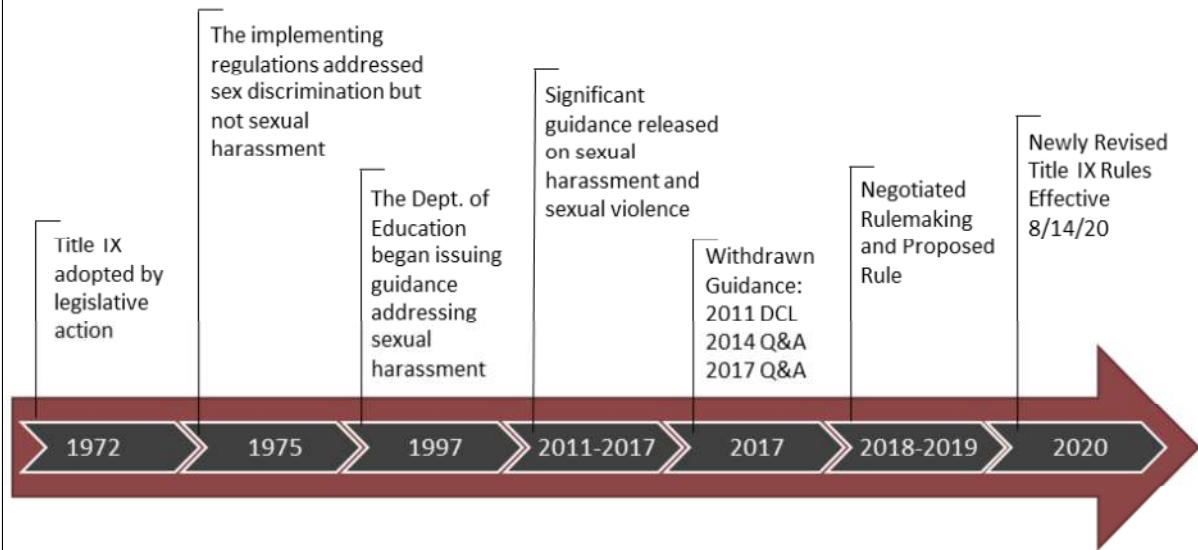 The implementing
regulations addressed
sex discrimination but
not sexual
harassment
Significant
guidance released
on sexual
harassment and
sexual violence
Newly Revised
Title IX Rules
Effective
8/14/20
The Dept. of
Education
began issuing
guidance
addressing
sexual
harassment
Negotiated
Rulemaking
and Proposed
Rule
Title IX
adopted by
legislative
action
Withdrawn
Guidance:
2011 DCL
2014 Q&A
2017 Q&A
1972
1975
1997
2011-2017
2017
2018-2019
2020